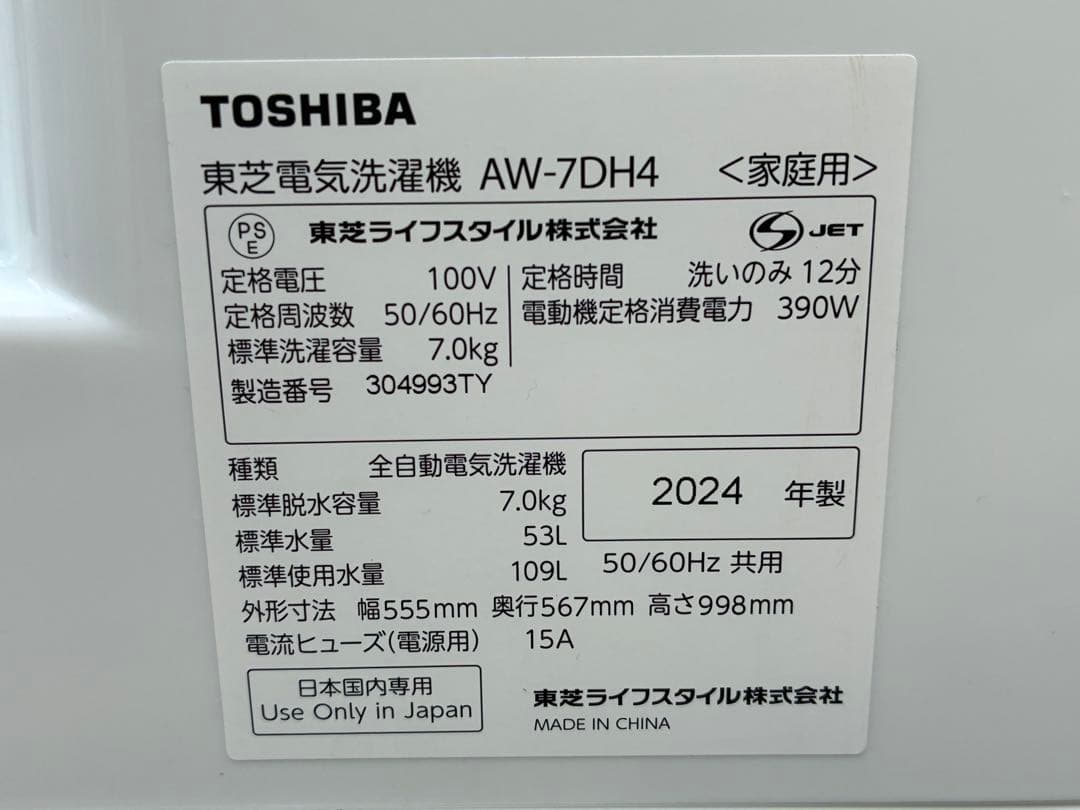 TOSHIBA
東芝電気洗濯機 AW-7DH4 <家庭用>
PS
E
東芝ライフスタイル株式会社
S JET
定格電圧 100V
定格周波数 50/60Hz
標準洗濯容量 7.0kg
定格時間 洗いのみ 12分
電動機定格消費電力 390W
製造番号 304993TY
種類 全自動電気洗濯機
標準脱水容量 7.0kg
標準水量 53L
標準使用水量 109L
2024 年製
50/60Hz 共用
外形寸法 幅555mm 奥行567mm 高さ998mm
電流ヒューズ(電源用) 15A
日本国内専用
Use Only in Japan
東芝ライフスタイル株式会社
MADE IN CHINA